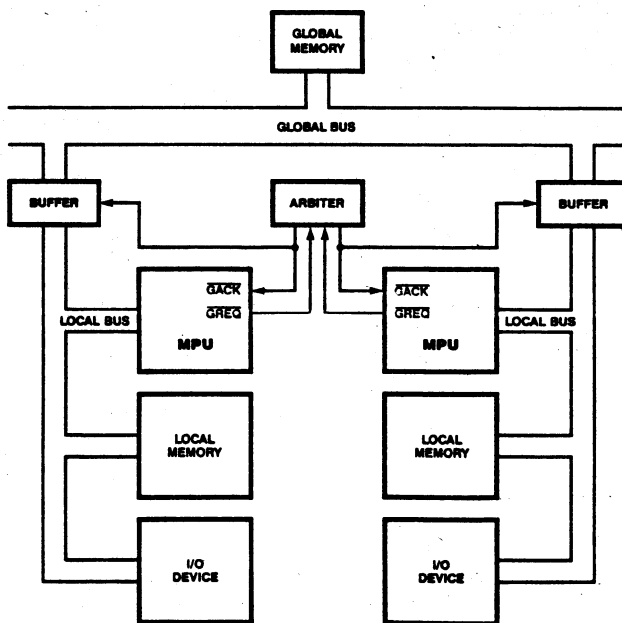 GLOBAL
MEMORY
GLOBAL BUS
BUFFER
ARBITER
BUFFER
GACK
GREQ
MPU
LOCAL BUS
GACK
GREQ
MPU
LOCAL BUS
LOCAL
MEMORY
LOCAL
MEMORY
I/O
DEVICE
I/O
DEVICE